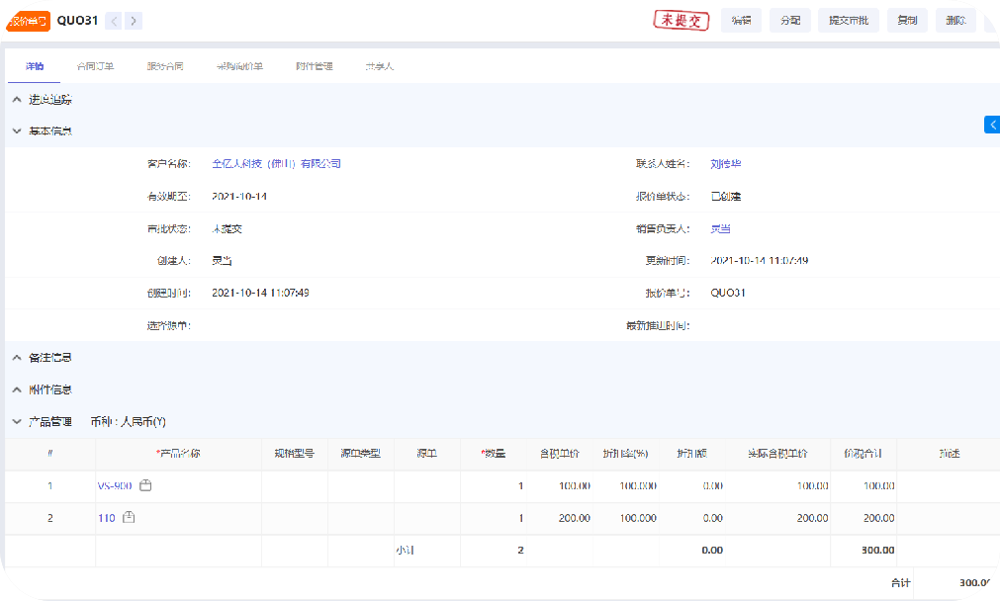 报价单号 QUO31 未提交 编辑 分配 提交审批 复制 删除
详情 合同订单 服务合同 采购询价单 附件管理 共享人
进度追踪
基本信息
客户名称: 全亿大科技（佛山）有限公司 联系人姓名: 刘德华
有效期至: 2021-10-14 报价单状态: 已创建
审批状态: 未提交 销售负责人: 灵当
创建人: 灵当 更新时间: 2021-10-14 11:07:49
创建时间: 2021-10-14 11:07:49 报价单号: QUO31
选择源单: 最新推进时间:
备注信息
附件信息
产品管理 币种 : 人民币(Y)
# *产品名称 规格型号 源单类型 源单 *数量 含税单价 折扣率(%) 折扣额 实际含税单价 价税合计 描述
1 VS-900 1 100.00 100.000 0.00 100.00 100.00
2 110 1 200.00 100.000 0.00 200.00 200.00
小计 2 0.00 300.00
合计 300.00